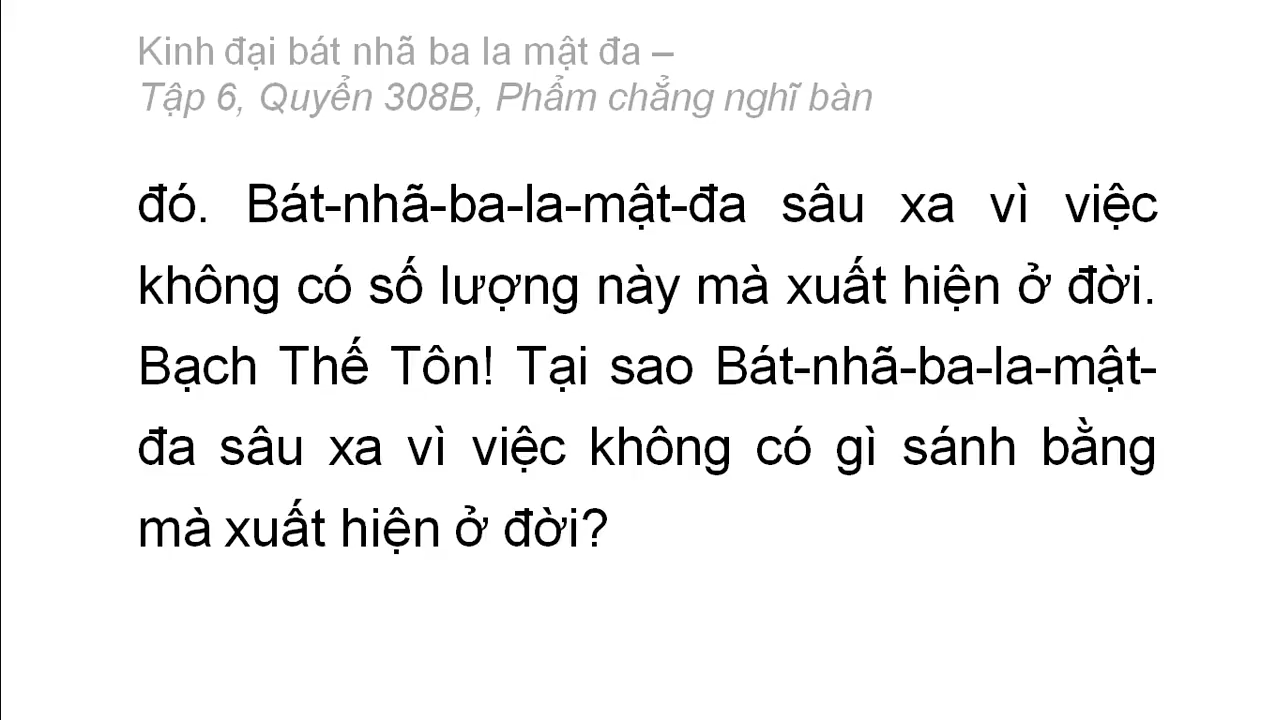 Kinh đại bát nhã ba la mật đa –
Tập 6, Quyển 308B, Phẩm chẳng nghĩ bàn
đó. Bát-nhã-ba-la-mật-đa sâu xa vì việc
không có số lượng này mà xuất hiện ở đời.
Bạch Thế Tôn! Tại sao Bát-nhã-ba-la-mật-
đa sâu xa vì việc không có gì sánh bằng
mà xuất hiện ở đời?